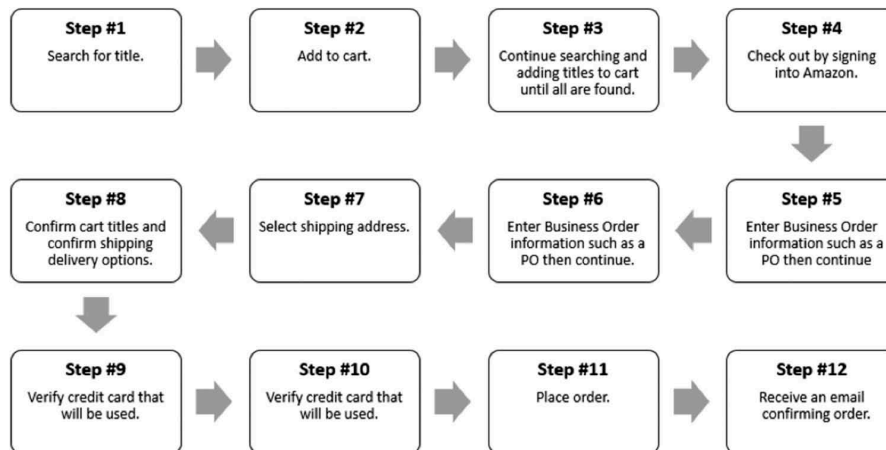 Step #1
Search for title.
Step #2
Add to cart.
Step #3
Continue searching and
adding titles to cart
until all are found.
Step #4
Check out by signing
into Amazon.
Step #5
Enter Business Order
information such as a
PO then continue
Step #6
Enter Business Order
information such as a
PO then continue.
Step #7
Select shipping address.
Step #8
Confirm cart titles and
confirm shipping
delivery options.
Step #9
Verify credit card that
will be used.
Step #10
Verify credit card that
will be used.
Step #11
Place order.
Step #12
Receive an email
confirming order.